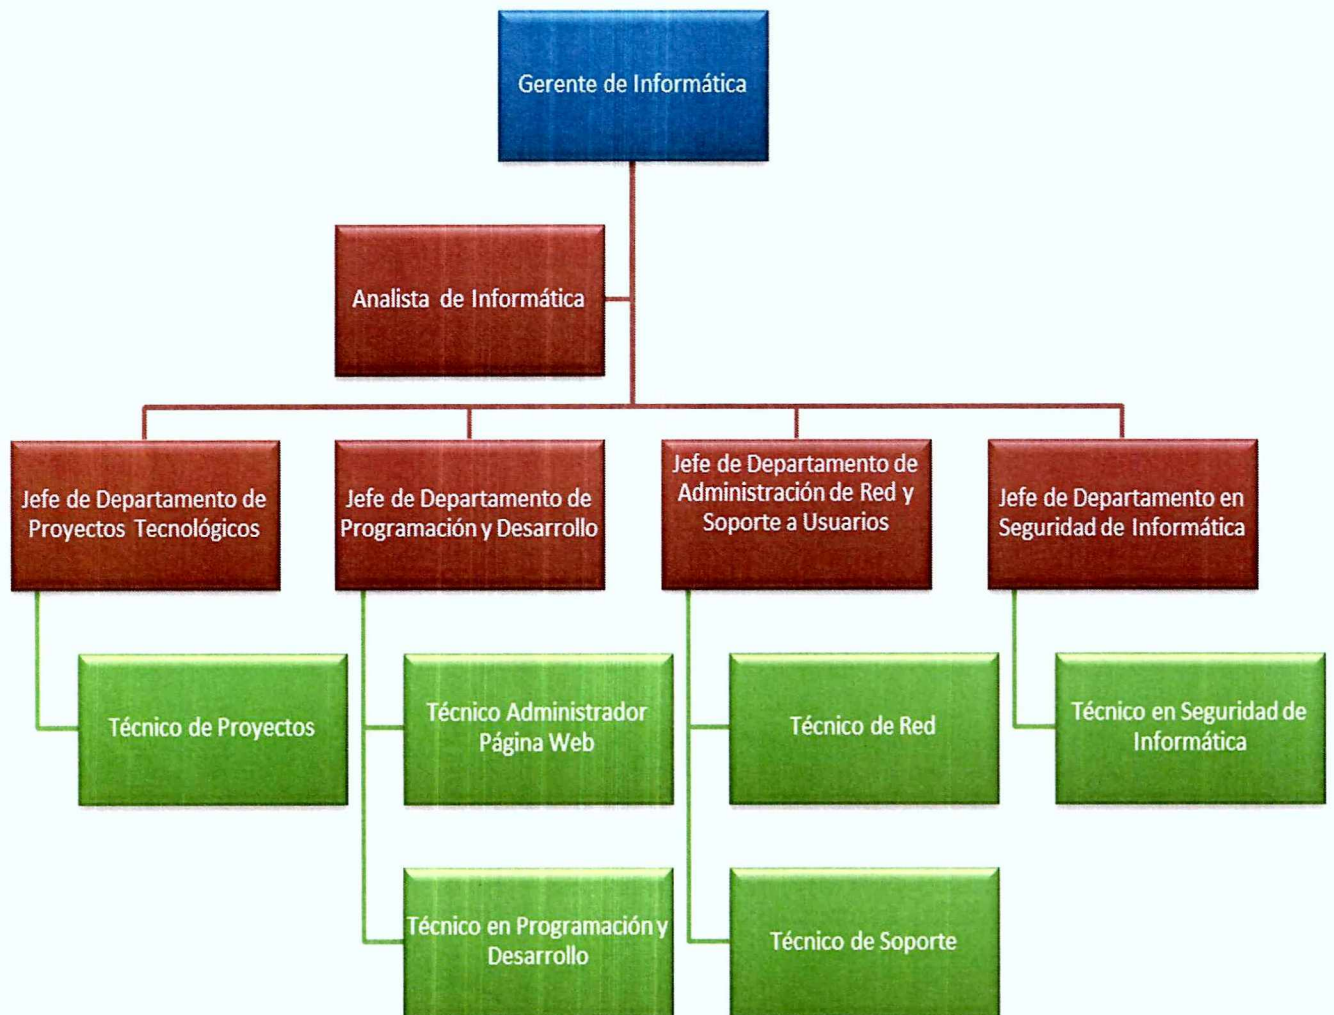 Gerente de Informática
Analista de Informática
Jefe de Departamento de
Proyectos Tecnológicos
Jefe de Departamento de
Programación y Desarrollo
Jefe de Departamento de
Administración de Red y
Soporte a Usuarios
Jefe de Departamento en
Seguridad de Informática
Técnico de Proyectos
Técnico Administrador
Página Web
Técnico de Red
Técnico en Seguridad de
Informática
Técnico en Programación y
Desarrollo
Técnico de Soporte